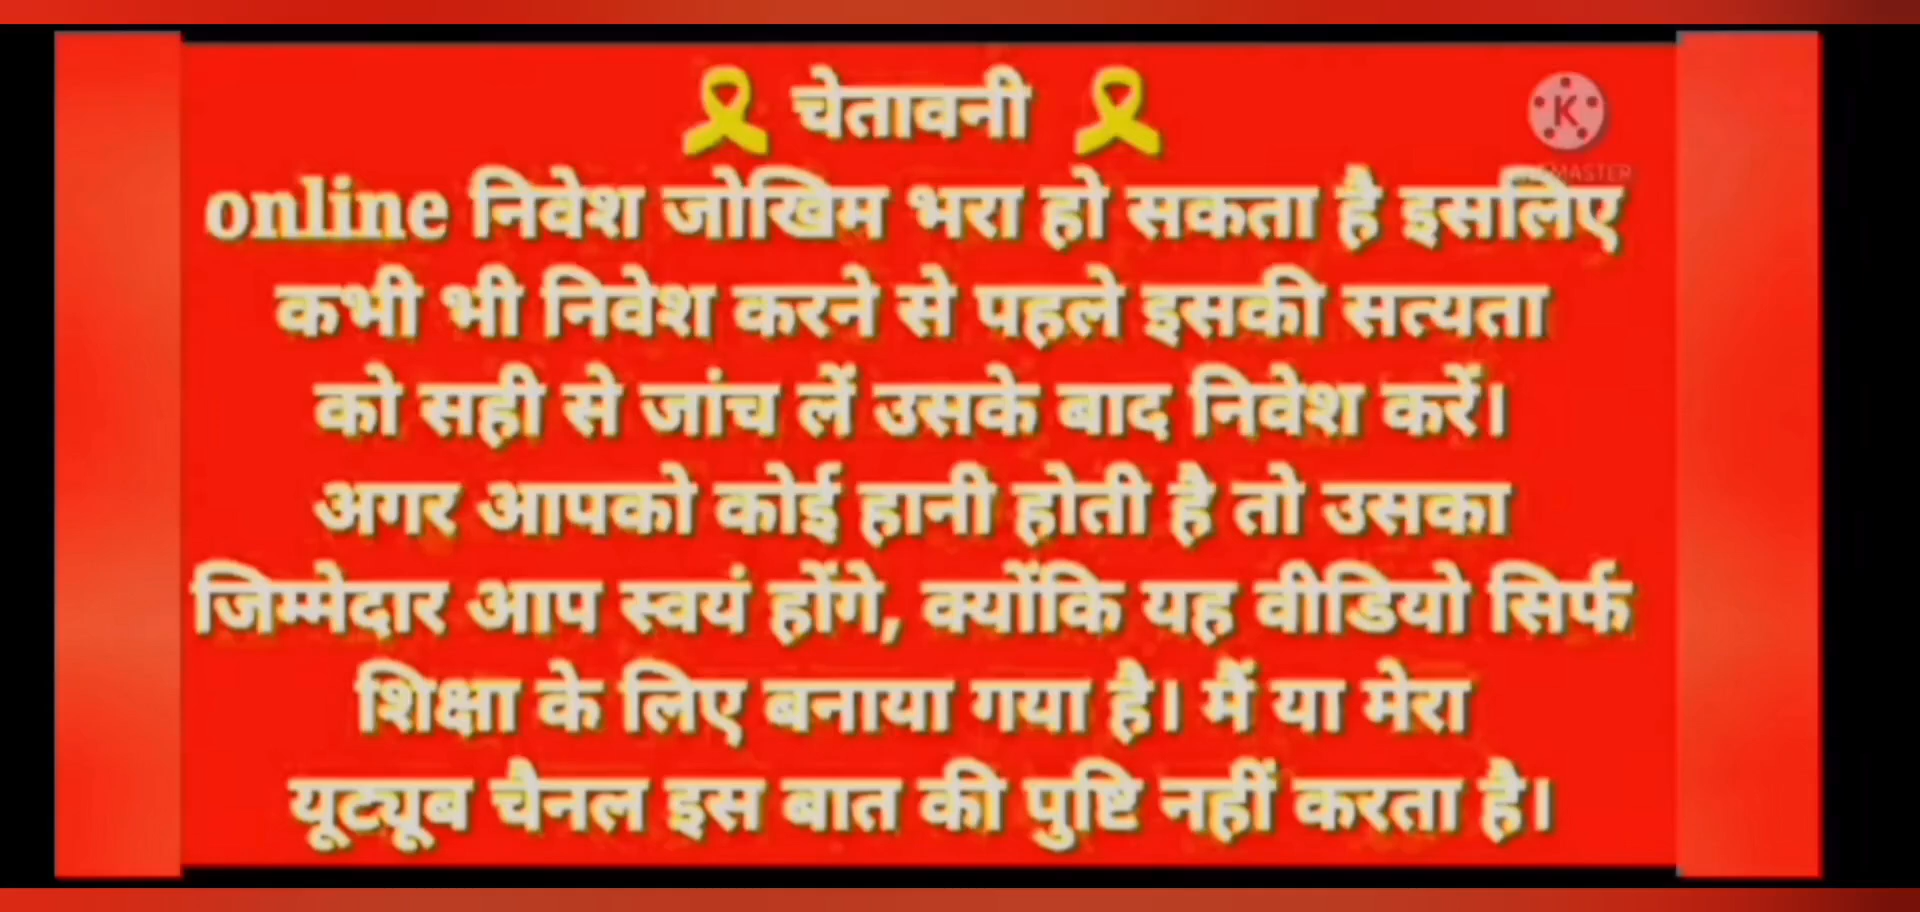 🎗 चेतावनी 🎗
K
MASTER
online निवेश जोखिम भरा हो सकता है इसलिए
कभी भी निवेश करने से पहले इसकी सत्यता
को सही से जांच लें उसके बाद निवेश करें।
अगर आपको कोई हानी होती है तो उसका
जिम्मेदार आप स्वयं होंगे, क्योंकि यह वीडियो सिर्फ
शिक्षा के लिए बनाया गया है। मैं या मेरा
यूट्यूब चैनल इस बात की पुष्टि नहीं करता है।